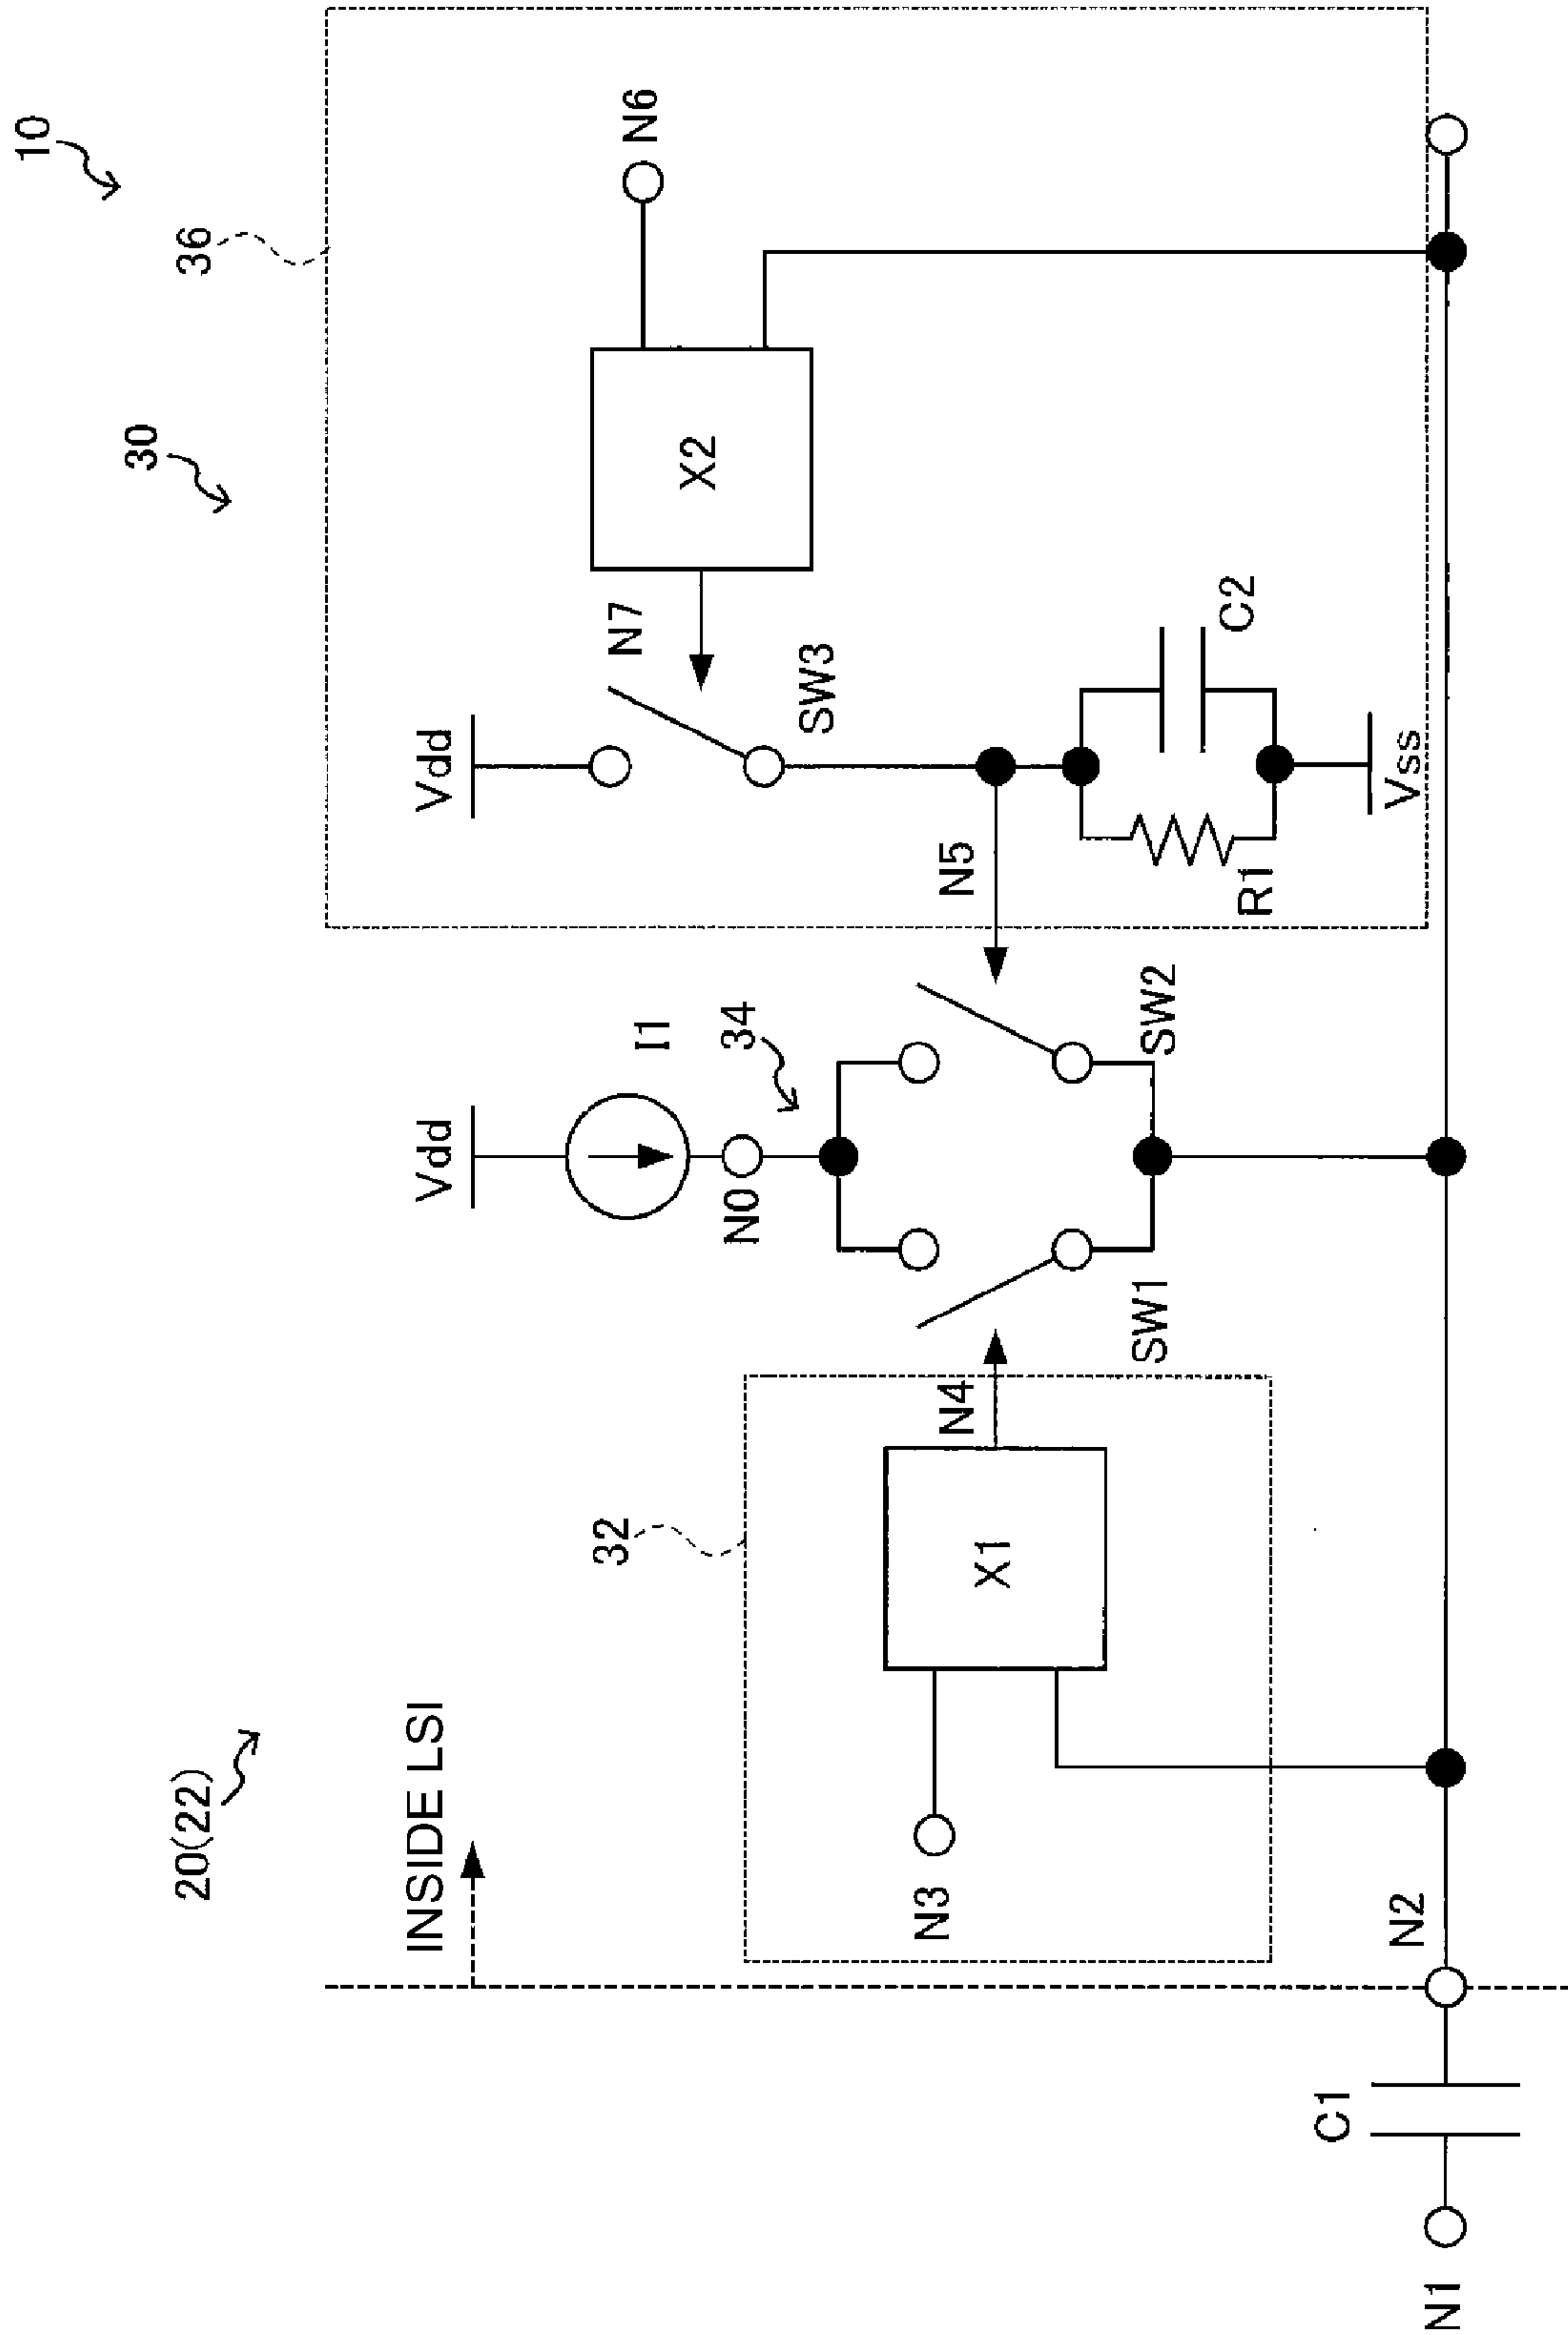 10
36
30
N6
X2
N7
Vdd
SW3
C2
N5
R1
Vss
I1
34
Vdd
N0
SW2
SW1
32
N4
X1
N3
20(22)
INSIDE LSI
N2
C1
N1